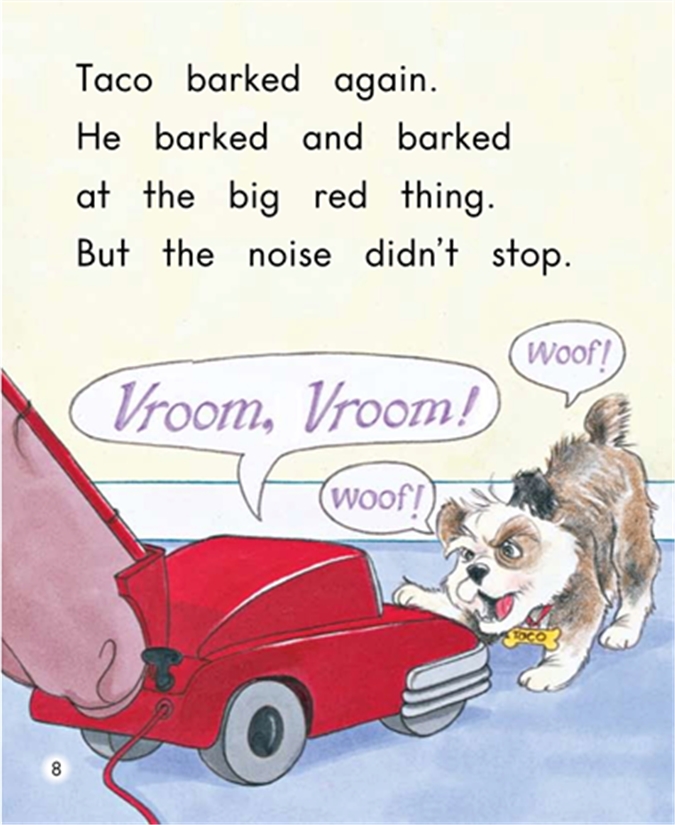 Taco barked again.
He barked and barked
at the big red thing.
But the noise didn't stop.
Woof!
Vroom, Vroom!
Woof!
TACO
8